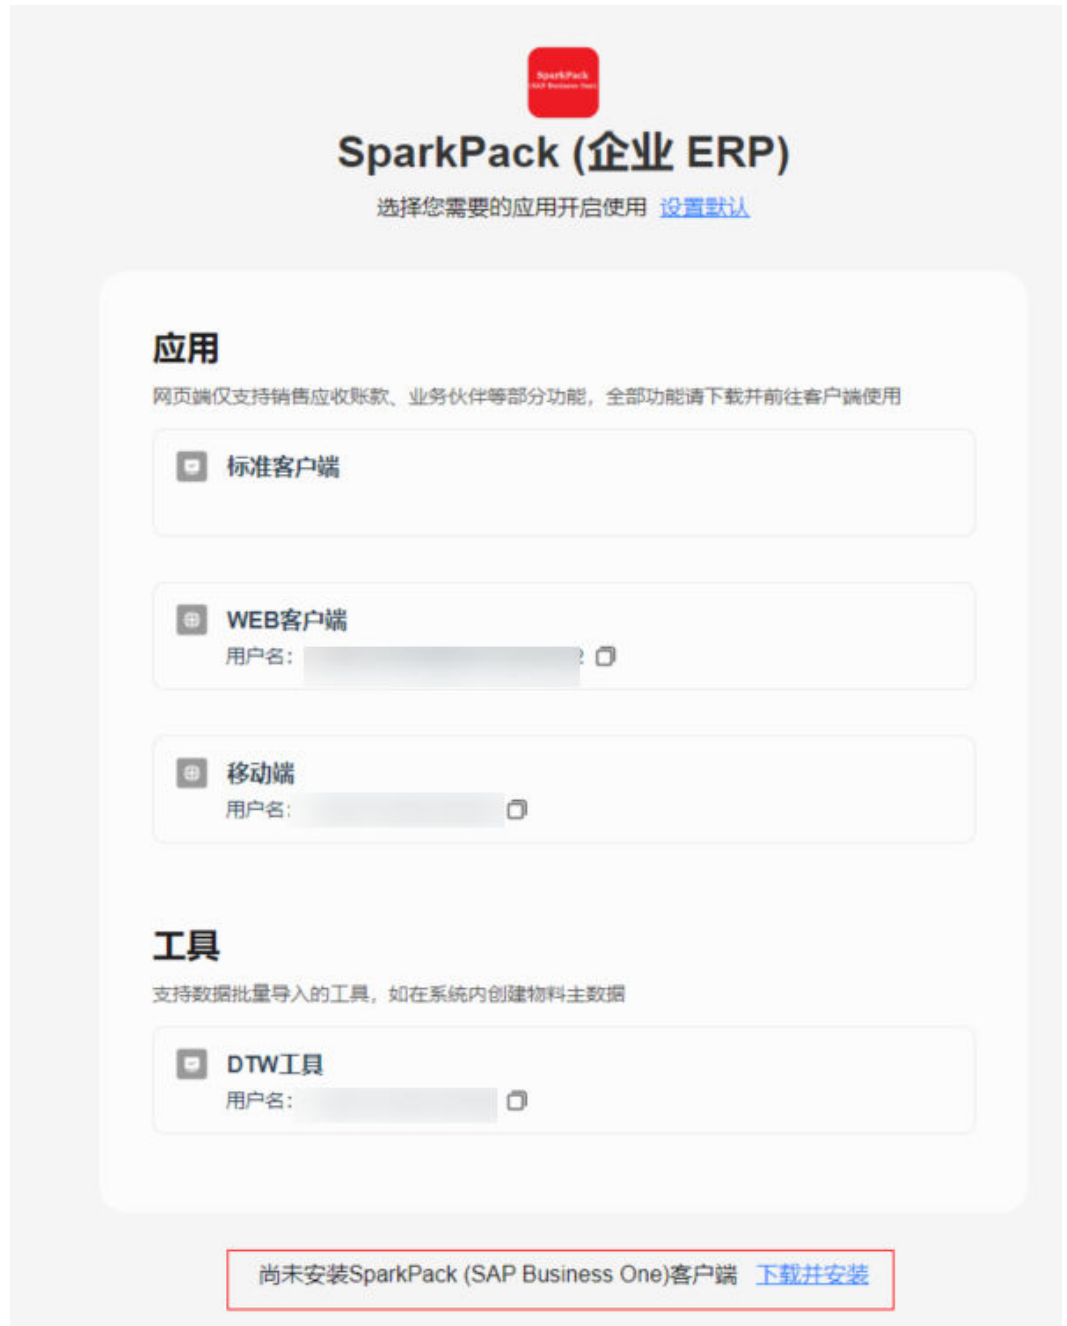 SparkPack
(SAP Business One)
SparkPack (企业 ERP)
选择您需要的应用开启使用 设置默认
应用
网页端仅支持销售应收账款、业务伙伴等部分功能，全部功能请下载并前往客户端使用
标准客户端
WEB客户端
用户名：
移动端
用户名：
工具
支持数据批量导入的工具，如在系统内创建物料主数据
DTW工具
用户名：
尚未安装SparkPack (SAP Business One)客户端 下载并安装